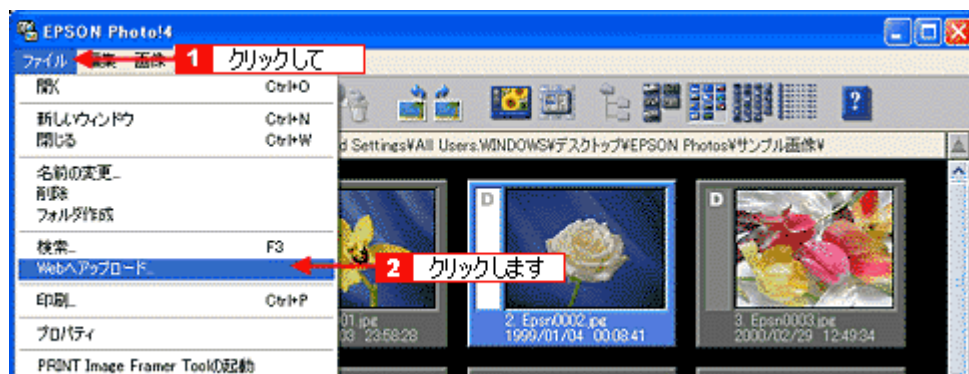 EPSON Photo!4
ファイル 編集 画像
1 クリックして
開く Ctrl+O
新しいウィンドウ Ctrl+N
閉じる Ctrl+W
d Settings¥All Users.WINDOWS¥デスクトップ¥EPSON Photos¥サンプル画像¥
名前の変更...
削除
フォルダ作成
検索... F3
Webへアップロード...
2 クリックします
印刷... Ctrl+P
プロパティ
PRINT Image Framer Toolの起動
D
D
01.jpg
03 23:58:28
2. Epsn0002.jpg
1999/01/04 00:08:41
3. Epsn0003.jpg
2000/02/29 12:49:34
?